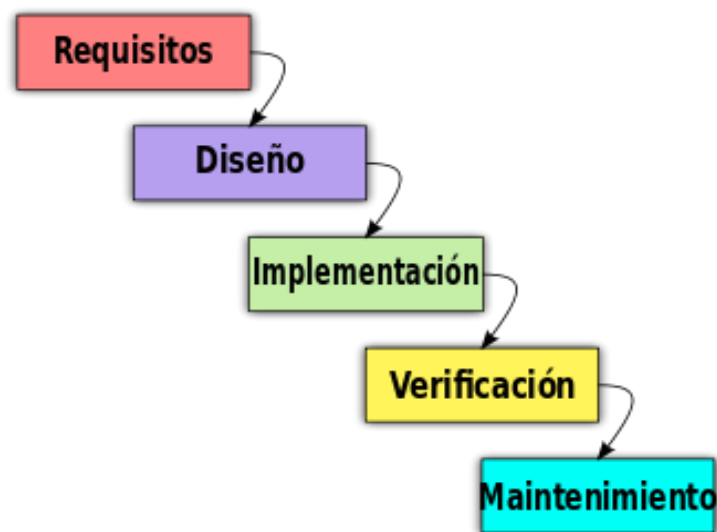 Requisitos
Diseño
Implementación
Verificación
Maintenimiento